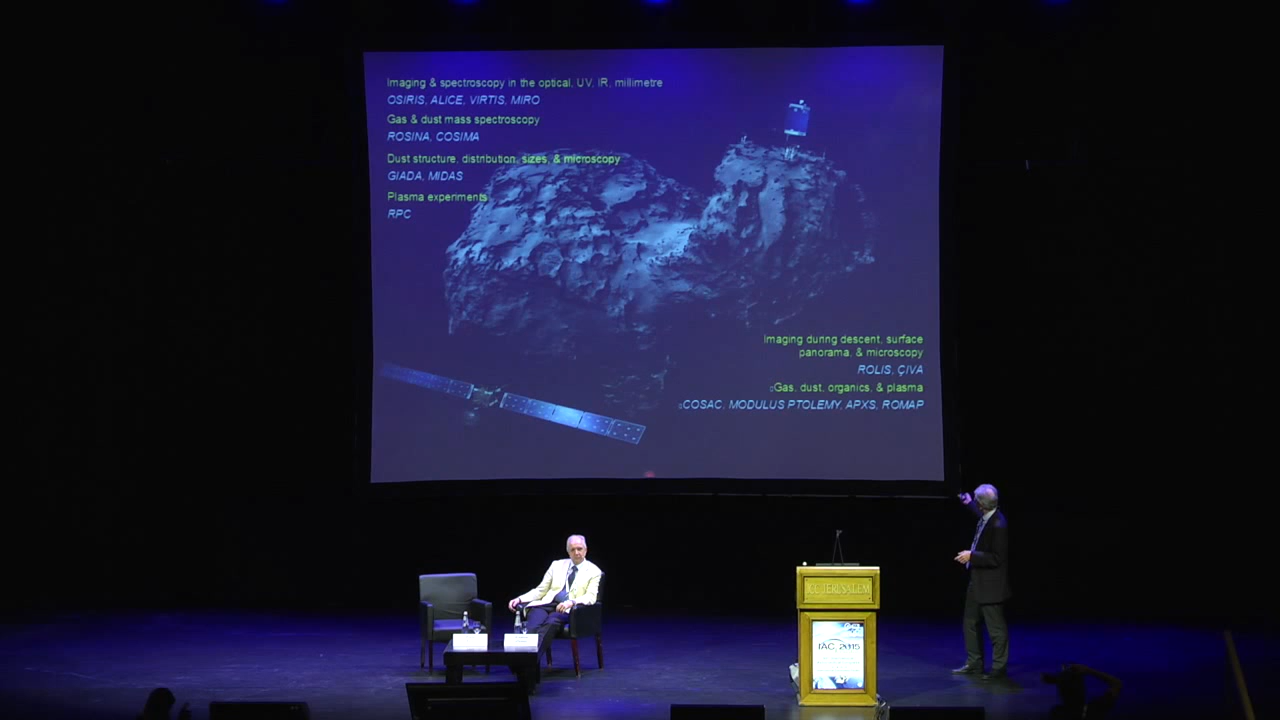 Imaging & spectroscopy in the optical, UV, IR, millimetre
OSIRIS, ALICE, VIRTIS, MIRO
Gas & dust mass spectroscopy
ROSINA, COSIMA
Dust structure, distribution, sizes, & microscopy
GIADA, MIDAS
Plasma experiments
RPC
Imaging during descent, surface
panorama, & microscopy
ROLIS, ÇIVA
Gas, dust, organics, & plasma
COSAC, MODULUS PTOLEMY, APXS, ROMAP
ICC JERUSALEM
IAC 2015